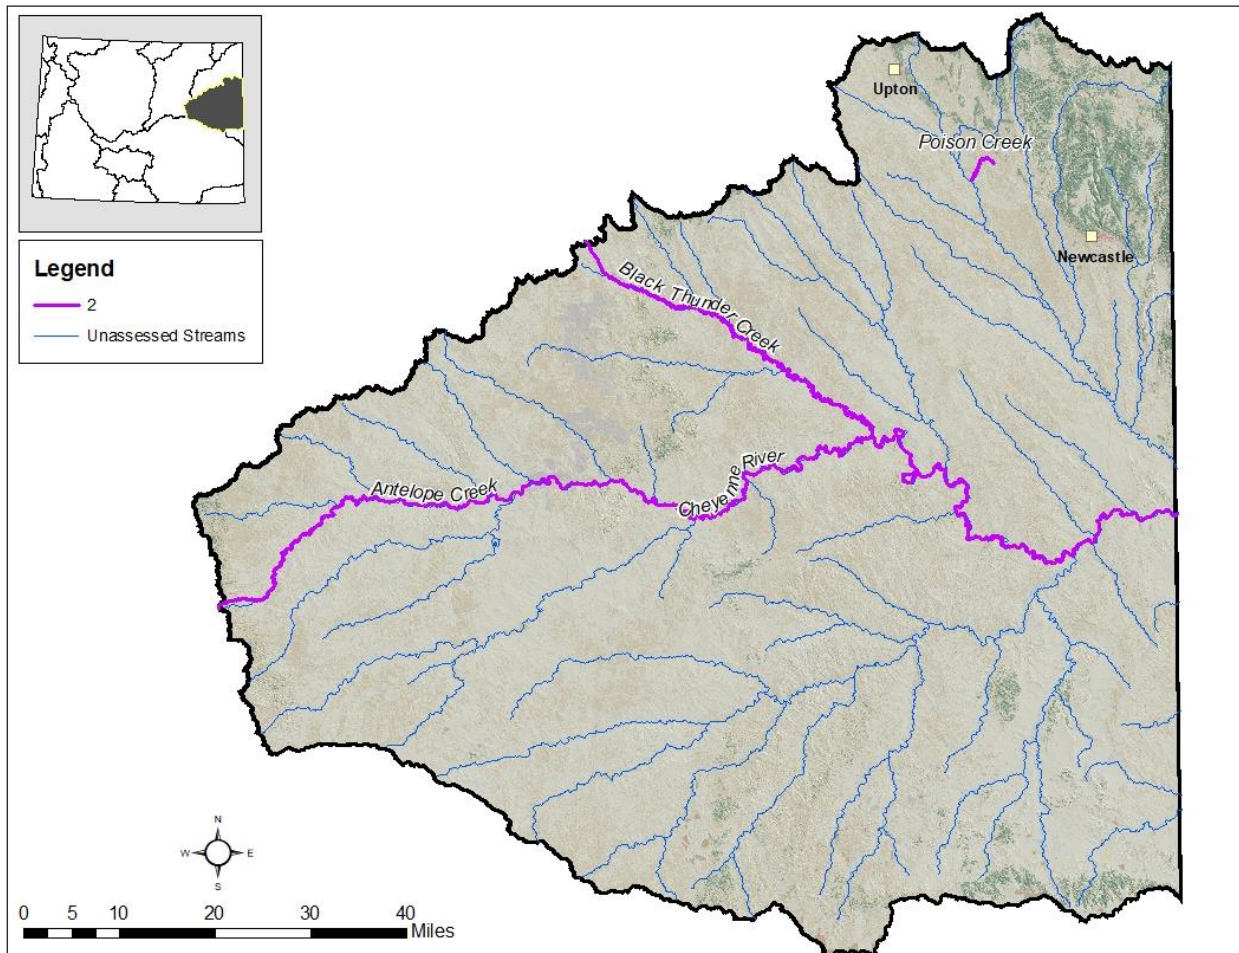 Upton
Poison Creek
Newcastle
Legend
2
Unassessed Streams
Black Thunder Creek
Antelope Creek
Cheyenne River
N
W E
S
0 5 10 20 30 40
Miles